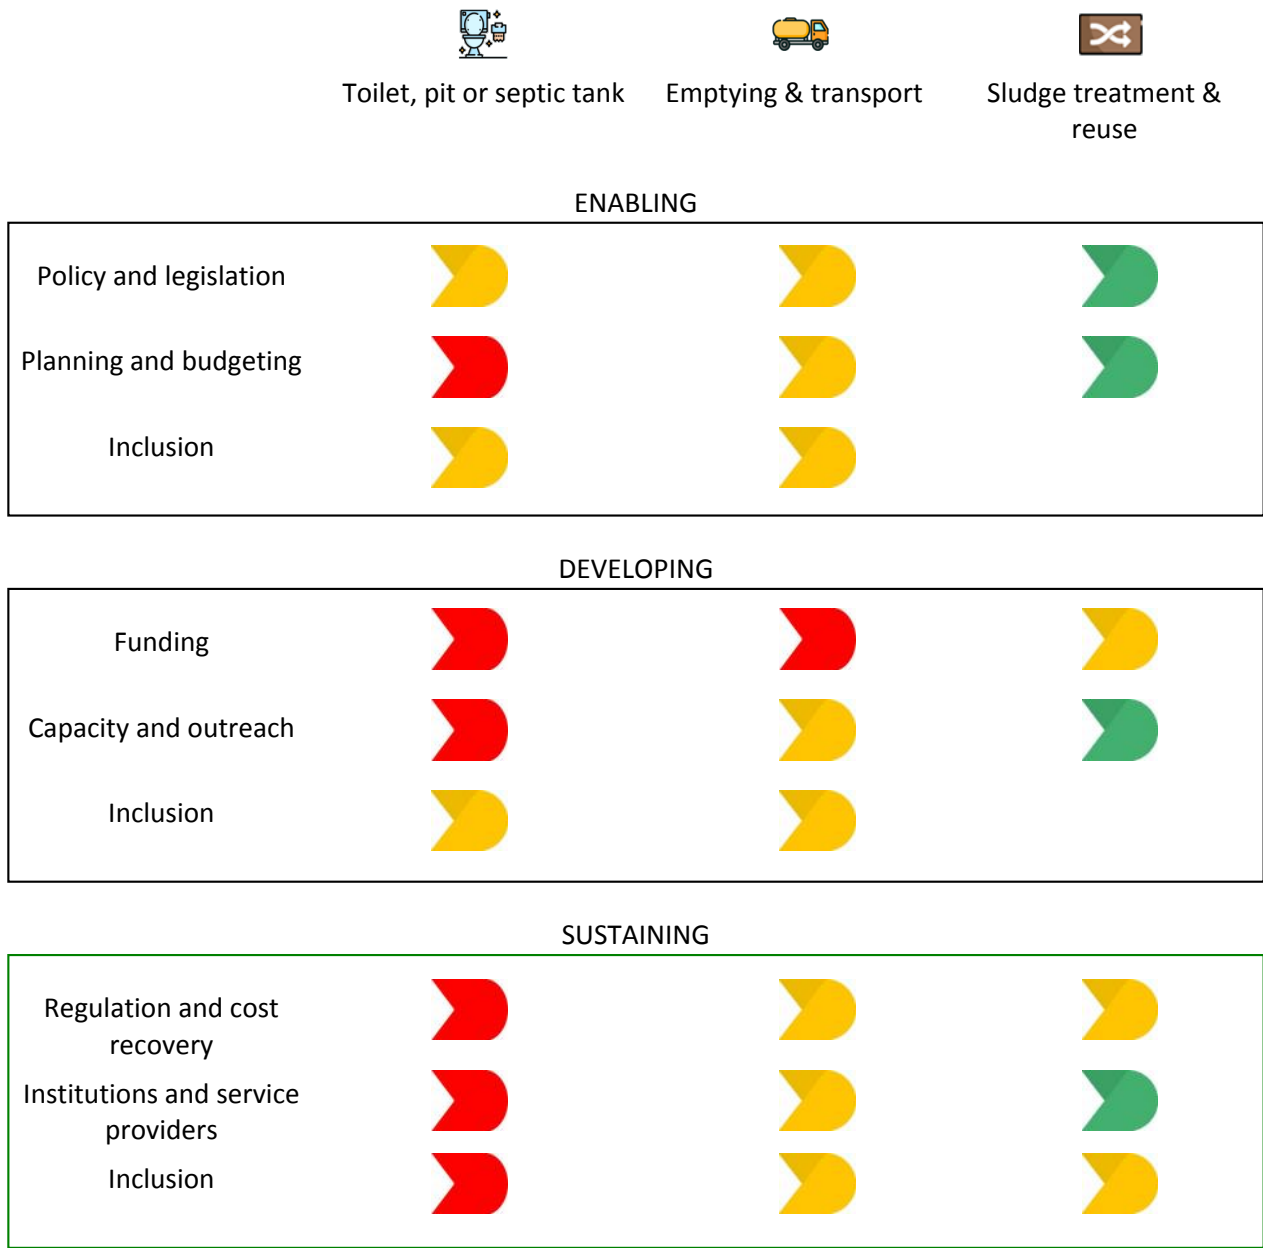 Toilet, pit or septic tank
Emptying & transport
Sludge treatment &
reuse
ENABLING
Policy and legislation
Planning and budgeting
Inclusion
DEVELOPING
Funding
Capacity and outreach
Inclusion
SUSTAINING
Regulation and cost
recovery
Institutions and service
providers
Inclusion